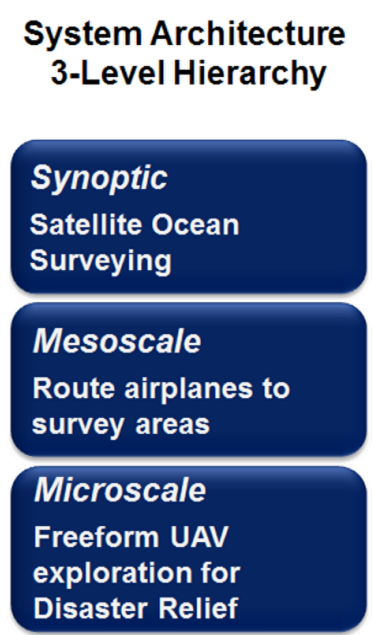 System Architecture
3-Level Hierarchy
Synoptic
Satellite Ocean
Surveying
Mesoscale
Route airplanes to
survey areas
Microscale
Freeform UAV
exploration for
Disaster Relief